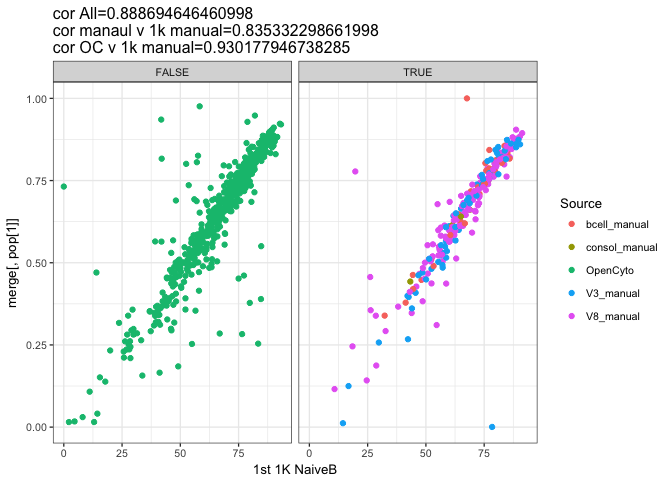 cor All=0.888694646460998
cor manaul v 1k manual=0.835332298661998
cor OC v 1k manual=0.930177946738285
FALSE
TRUE
merge[, pop[1]]
1.00
0.75
0.50
0.25
0.00
0
25
50
75
0
25
50
75
1st 1K NaiveB
Source
bcell_manual
consol_manual
OpenCyto
V3_manual
V8_manual